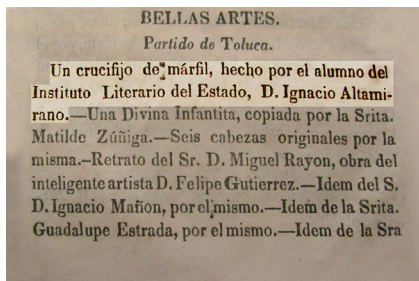 BELLAS ARTES.
Partido de Toluca.
Un crucifijo de márfil, hecho por el alumno del
Instituto Literario del Estado, D. Ignacio Altami-
rano.—Una Divina Infantita, copiada por la Srita.
Matilde Zúñiga.—Seis cabezas originales por la
misma.—Retrato del Sr. D. Miguel Rayon, obra del
inteligente artista D. Felipe Gutierrez.—Idem del S.
D. Ignacio Mañon, por el mismo.—Idem de la Srita.
Guadalupe Estrada, por el mismo.—Idem de la Sra